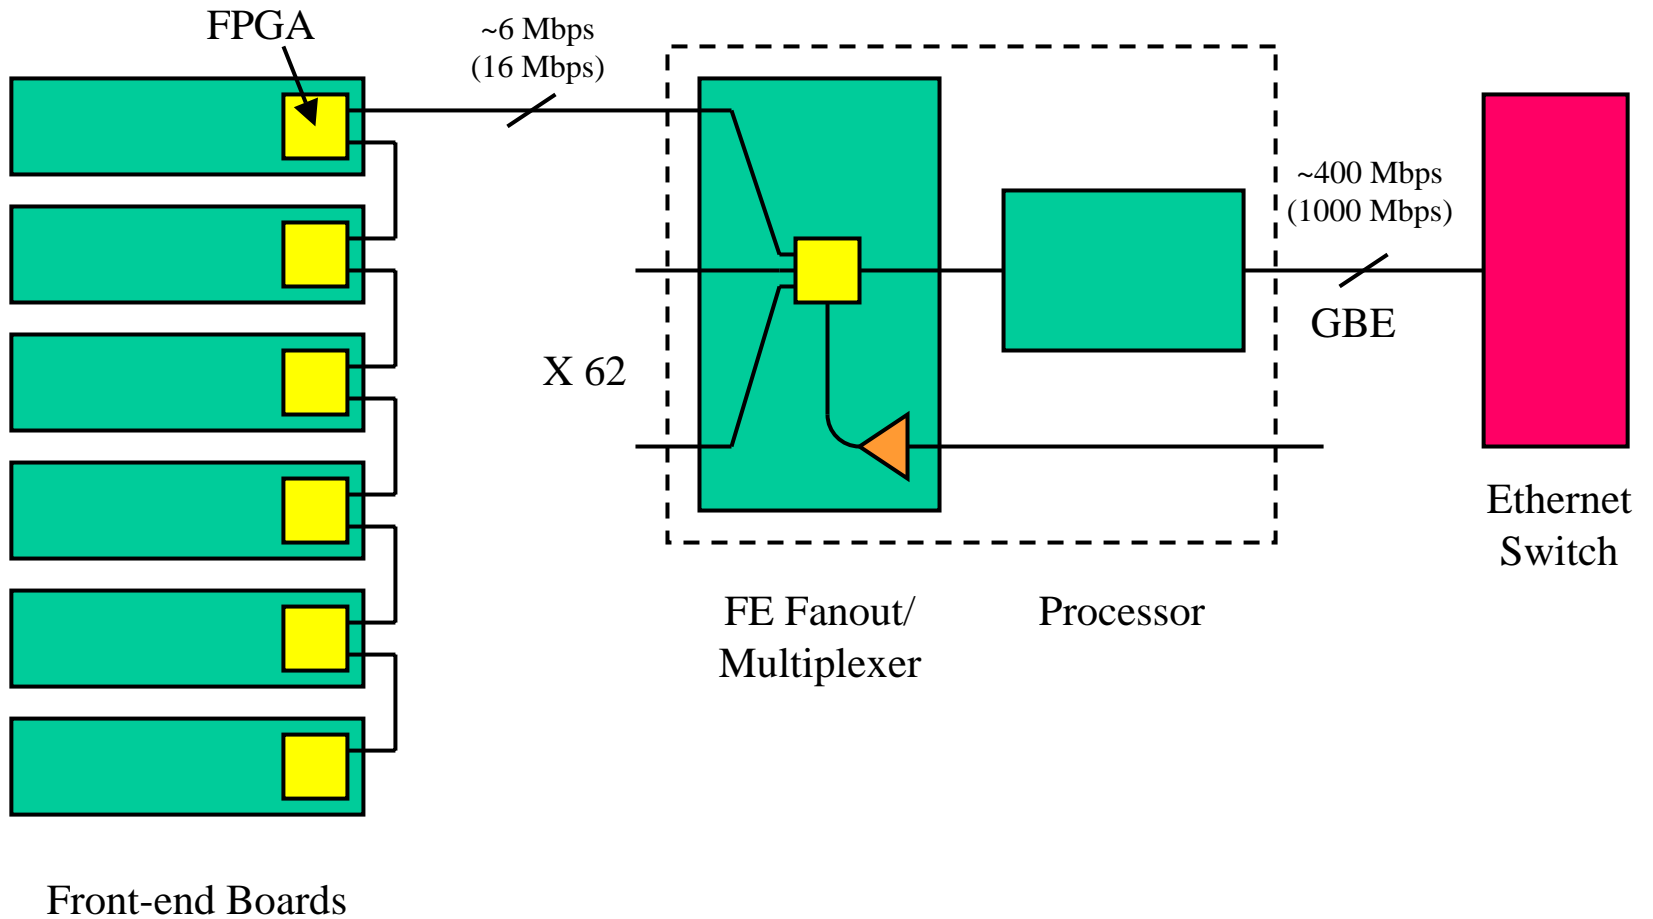 FPGA
~6 Mbps
(16 Mbps)
~400 Mbps
(1000 Mbps)
GBE
X 62
Ethernet
Switch
FE Fanout/
Multiplexer
Processor
Front-end Boards